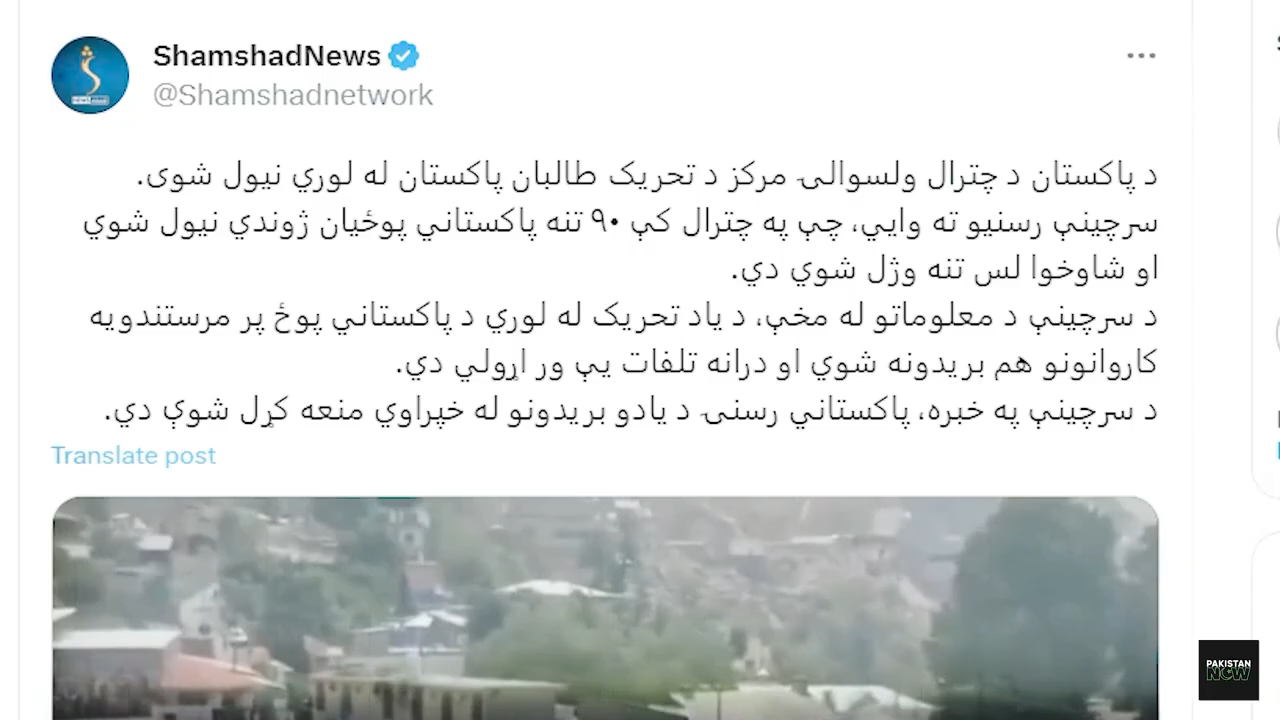 ShamshadNews
@Shamshadnetwork
د پاکستان د چترال ولسوالۍ مرکز د تحریک طالبان پاکستان له لوري نیول شوی.
سرچینې رسنیو ته وایي، چې په چترال کې ۹۰ تنه پاکستاني پوځیان ژوندي نیول شوي
او شاوخوا لس تنه وژل شوي دي.
د سرچینې د معلوماتو له مخې، د یاد تحریک له لوري د پاکستاني پوځ پر مرستندویه
کاروانونو هم بریدونه شوي او درانه تلفات یې ور اړولي دي.
د سرچینې په خبره، پاکستاني رسنۍ د یادو بریدونو له خپراوي منعه کړل شوې دي.
Translate post
PAKISTAN
NOW